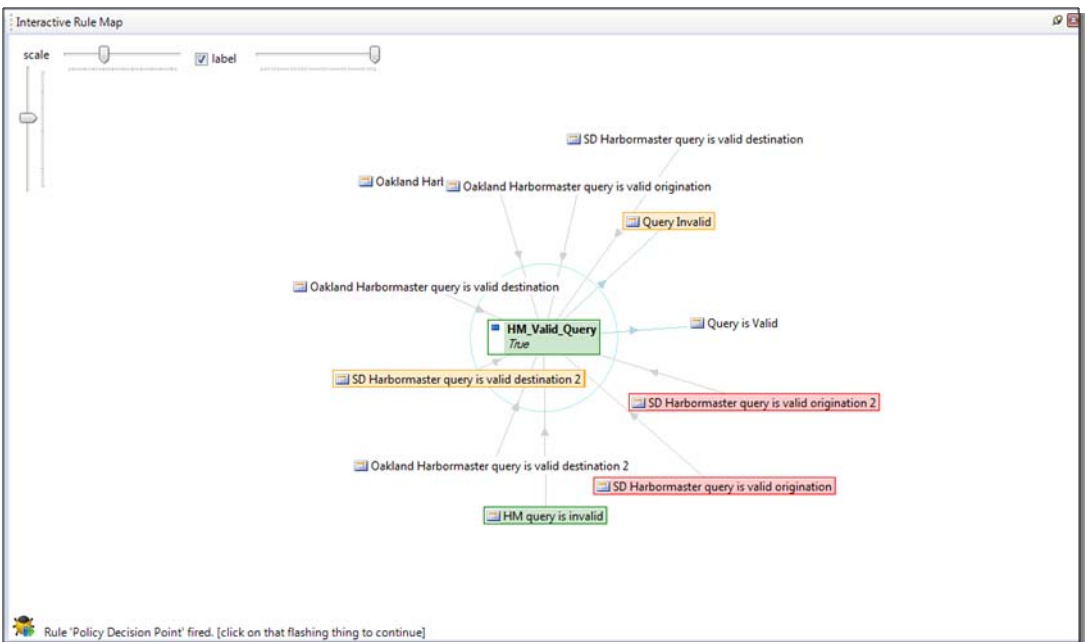 Interactive Rule Map
scale
label
SD Harbormaster query is valid destination
Oakland Harl
Oakland Harbormaster query is valid origination
Query Invalid
Oakland Harbormaster query is valid destination
Query is Valid
HM_Valid_Query
True
SD Harbormaster query is valid destination 2
SD Harbormaster query is valid origination 2
Oakland Harbormaster query is valid destination 2
SD Harbormaster query is valid origination
HM query is invalid
Rule 'Policy Decision Point' fired. [click on that flashing thing to continue]